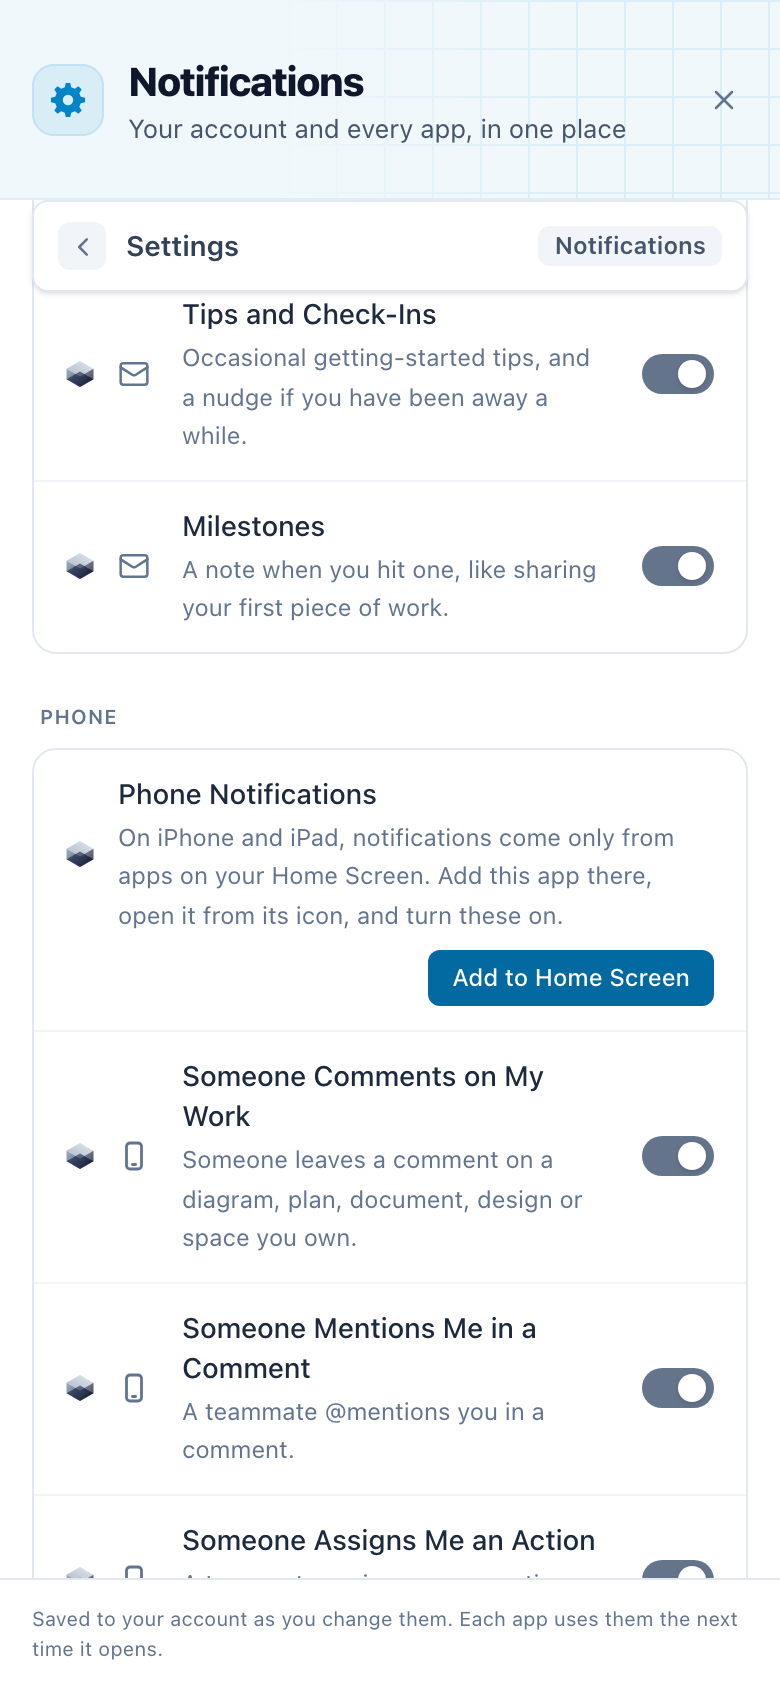 Notifications
Your account and every app, in one place
Settings
Notifications
Tips and Check-Ins
Occasional getting-started tips, and
a nudge if you have been away a
while.
Milestones
A note when you hit one, like sharing
your first piece of work.
PHONE
Phone Notifications
On iPhone and iPad, notifications come only from
apps on your Home Screen. Add this app there,
open it from its icon, and turn these on.
Add to Home Screen
Someone Comments on My
Work
Someone leaves a comment on a
diagram, plan, document, design or
space you own.
Someone Mentions Me in a
Comment
A teammate @mentions you in a
comment.
Someone Assigns Me an Action
Saved to your account as you change them. Each app uses them the next
time it opens.